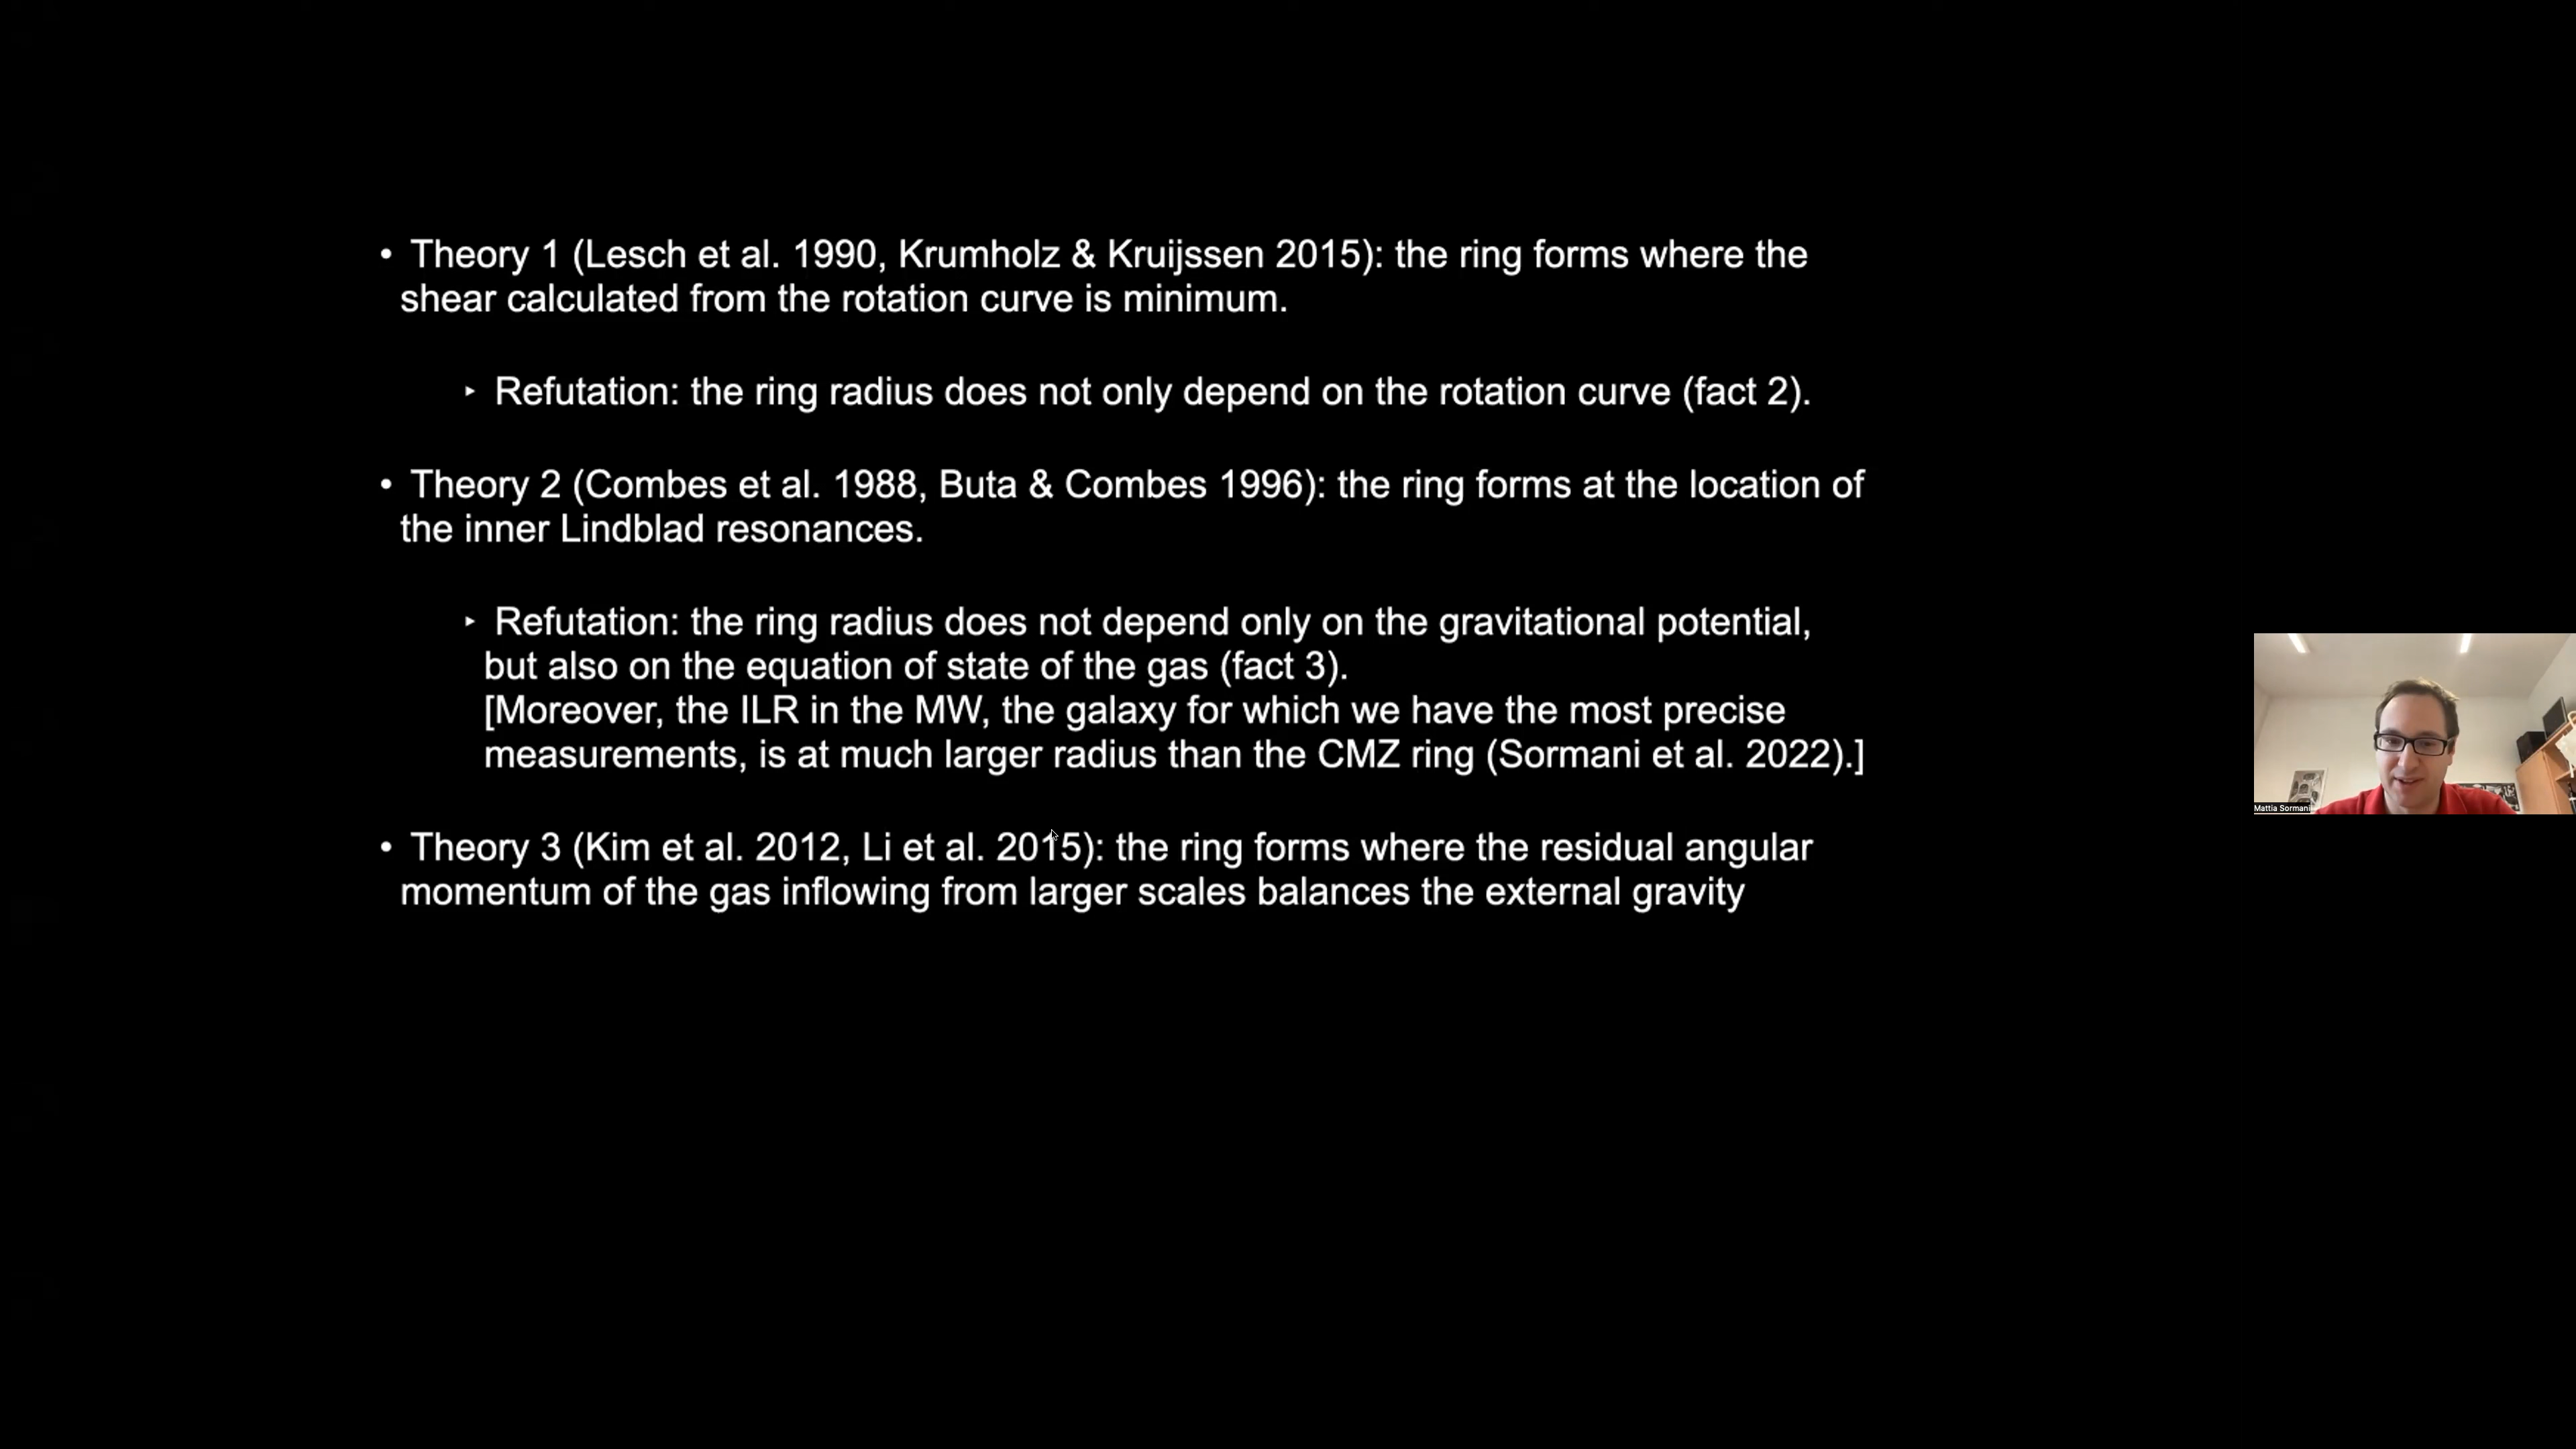 • Theory 1 (Lesch et al. 1990, Krumholz & Kruijssen 2015): the ring forms where the
shear calculated from the rotation curve is minimum.
‣ Refutation: the ring radius does not only depend on the rotation curve (fact 2).
• Theory 2 (Combes et al. 1988, Buta & Combes 1996): the ring forms at the location of
the inner Lindblad resonances.
‣ Refutation: the ring radius does not depend only on the gravitational potential,
but also on the equation of state of the gas (fact 3).
[Moreover, the ILR in the MW, the galaxy for which we have the most precise
measurements, is at much larger radius than the CMZ ring (Sormani et al. 2022).]
• Theory 3 (Kim et al. 2012, Li et al. 2015): the ring forms where the residual angular
momentum of the gas inflowing from larger scales balances the external gravity
Mattia Sormani